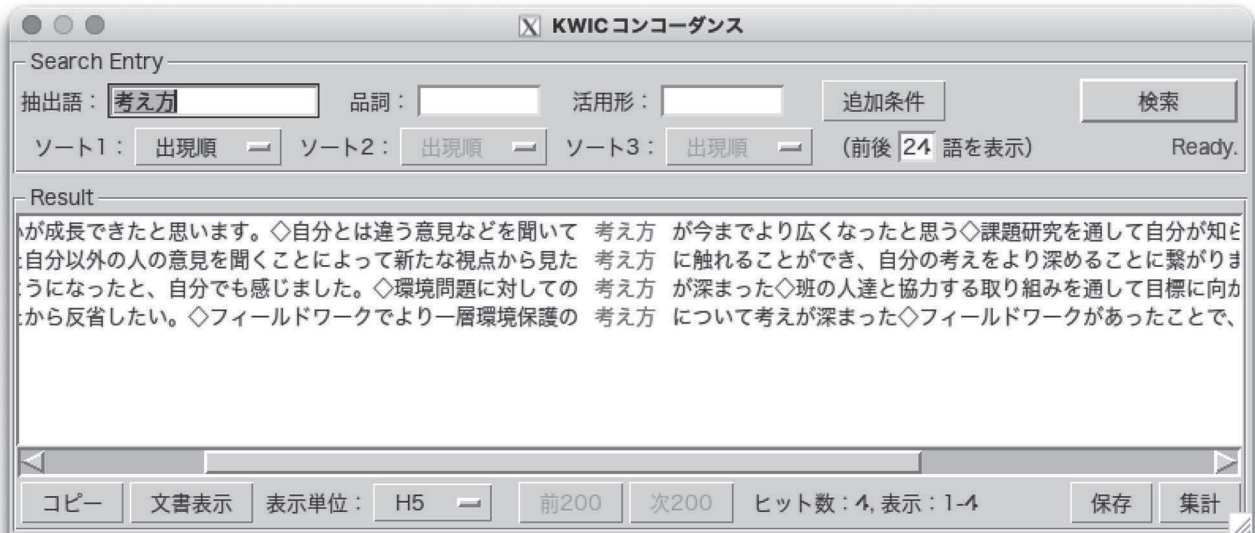 KWICコンコーダンス
Search Entry
抽出語： 考え方 品詞： 活用形： 追加条件 検索
ソート1： 出現順 ソート2： 出現順 ソート3： 出現順 (前後 24 語を表示) Ready.
Result
が成長できたと思います。◇自分とは違う意見などを聞いて 考え方 が今までより広くなったと思う◇課題研究を通して自分が知ら
自分以外の人の意見を聞くことによって新たな視点から見た 考え方 に触れることができ、自分の考えをより深めることに繋がりま
うになったと、自分でも感じました。◇環境問題に対しての 考え方 が深まった◇班の人達と協力する取り組みを通して目標に向か
から反省したい。◇フィールドワークでより一層環境保護の 考え方 について考えが深まった◇フィールドワークがあったことで、
コピー 文書表示 表示単位： H5 前200 次200 ヒット数：4, 表示：1-4 保存 集計